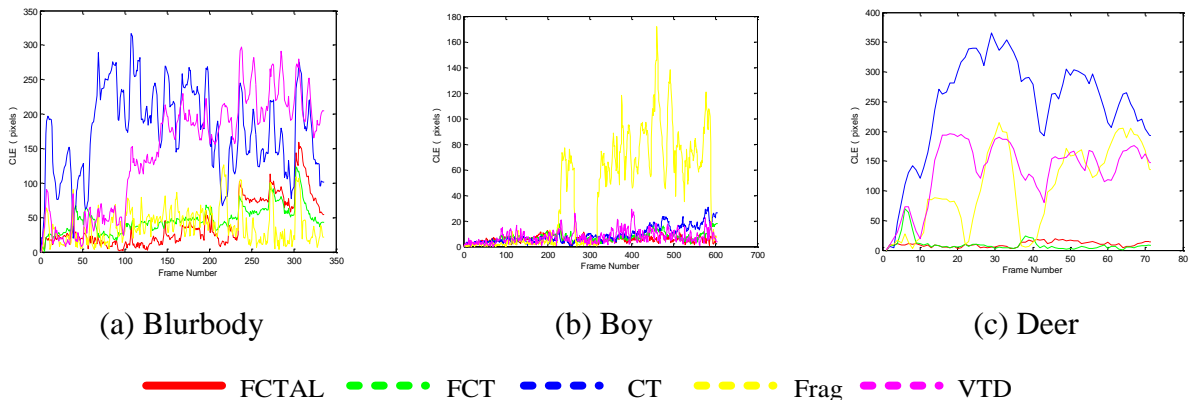 CLE ( pixels )
350
300
250
200
150
100
50
0
0 50 100 150 200 250 300 350
Frame Number
CLE ( pixels )
180
160
140
120
100
80
60
40
20
0
0 100 200 300 400 500 600 700
Frame Number
CLE ( pixels )
400
350
300
250
200
150
100
50
0
0 10 20 30 40 50 60 70 80
Frame Number
(a) Blurbody (b) Boy (c) Deer
FCTAL FCT CT Frag VTD